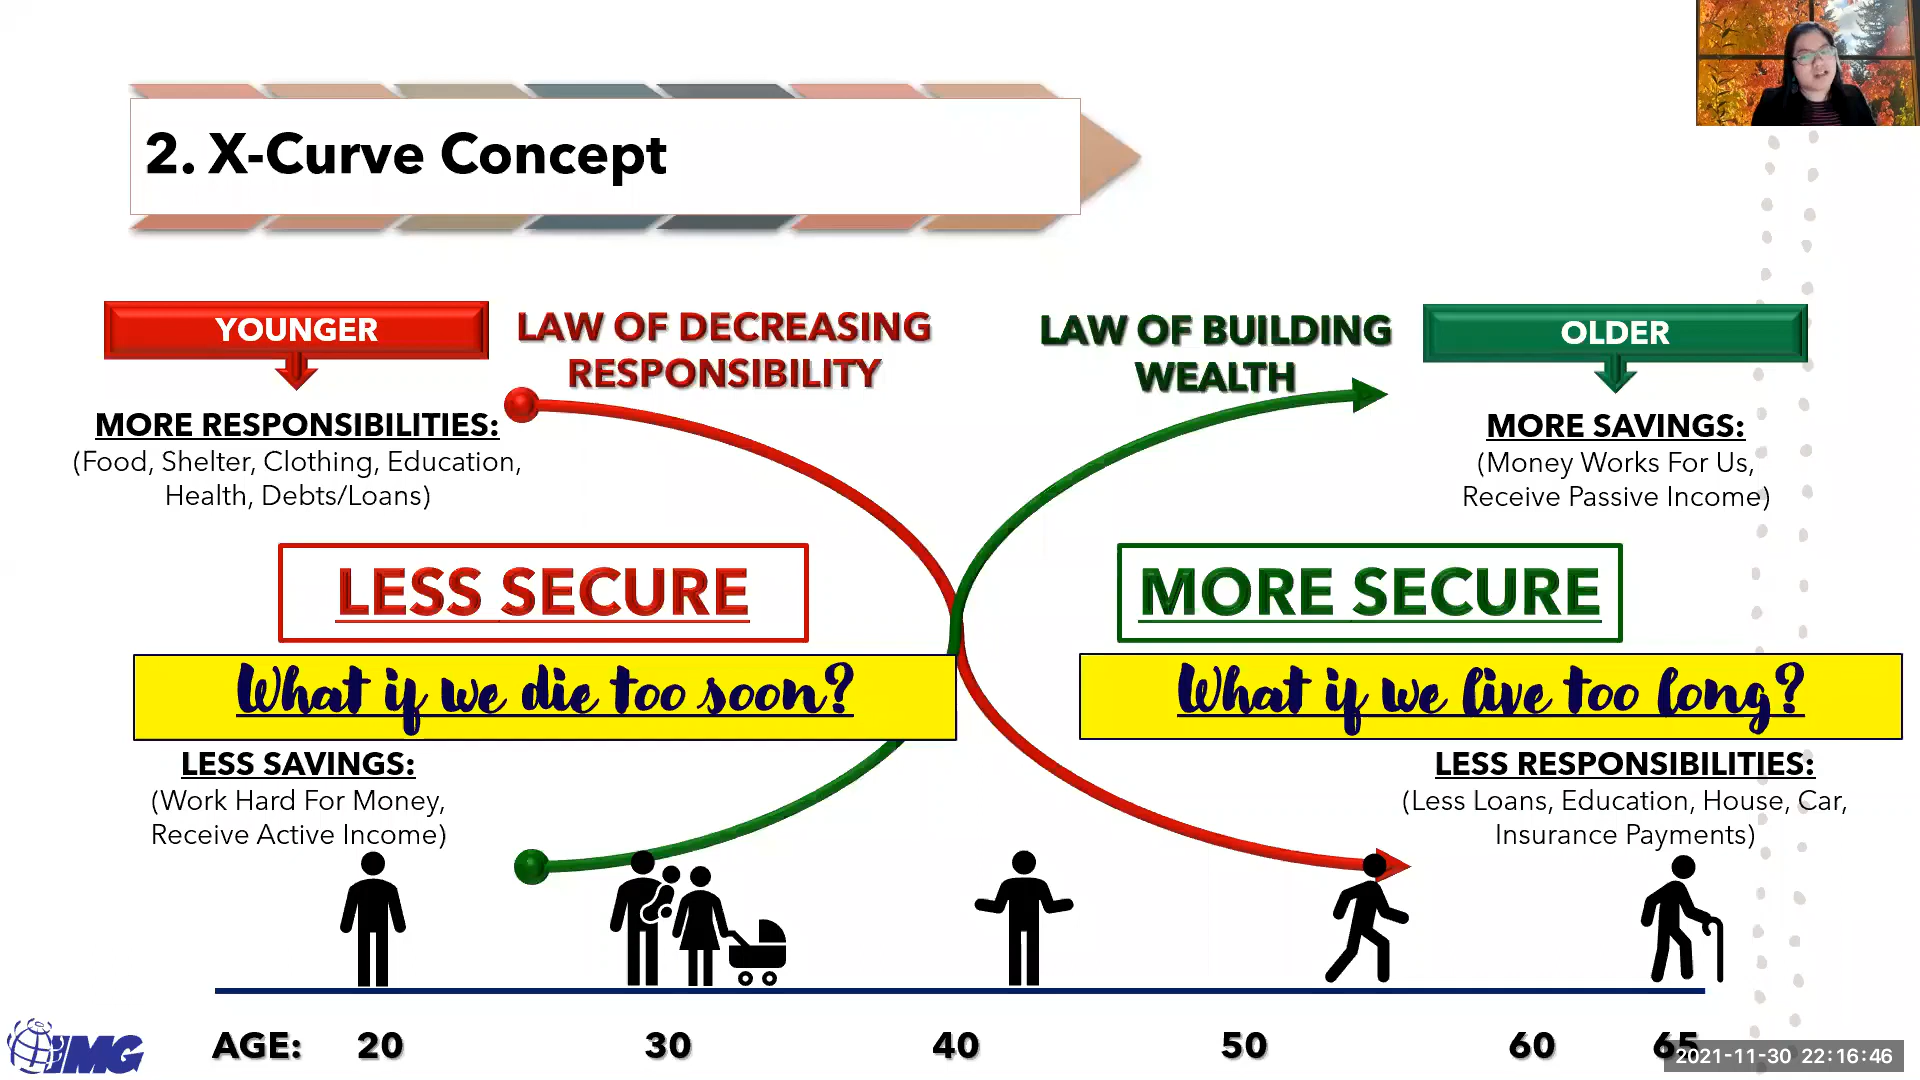 2. X-Curve Concept
YOUNGER
LAW OF DECREASING
RESPONSIBILITY
LAW OF BUILDING
WEALTH
OLDER
MORE RESPONSIBILITIES:
(Food, Shelter, Clothing, Education,
Health, Debts/Loans)
MORE SAVINGS:
(Money Works For Us,
Receive Passive Income)
LESS SECURE
MORE SECURE
What if we die too soon?
What if we live too long?
LESS SAVINGS:
(Work Hard For Money,
Receive Active Income)
LESS RESPONSIBILITIES:
(Less Loans, Education, House, Car,
Insurance Payments)
IMG
AGE: 20 30 40 50 60 65
2021-11-30 22:16:46